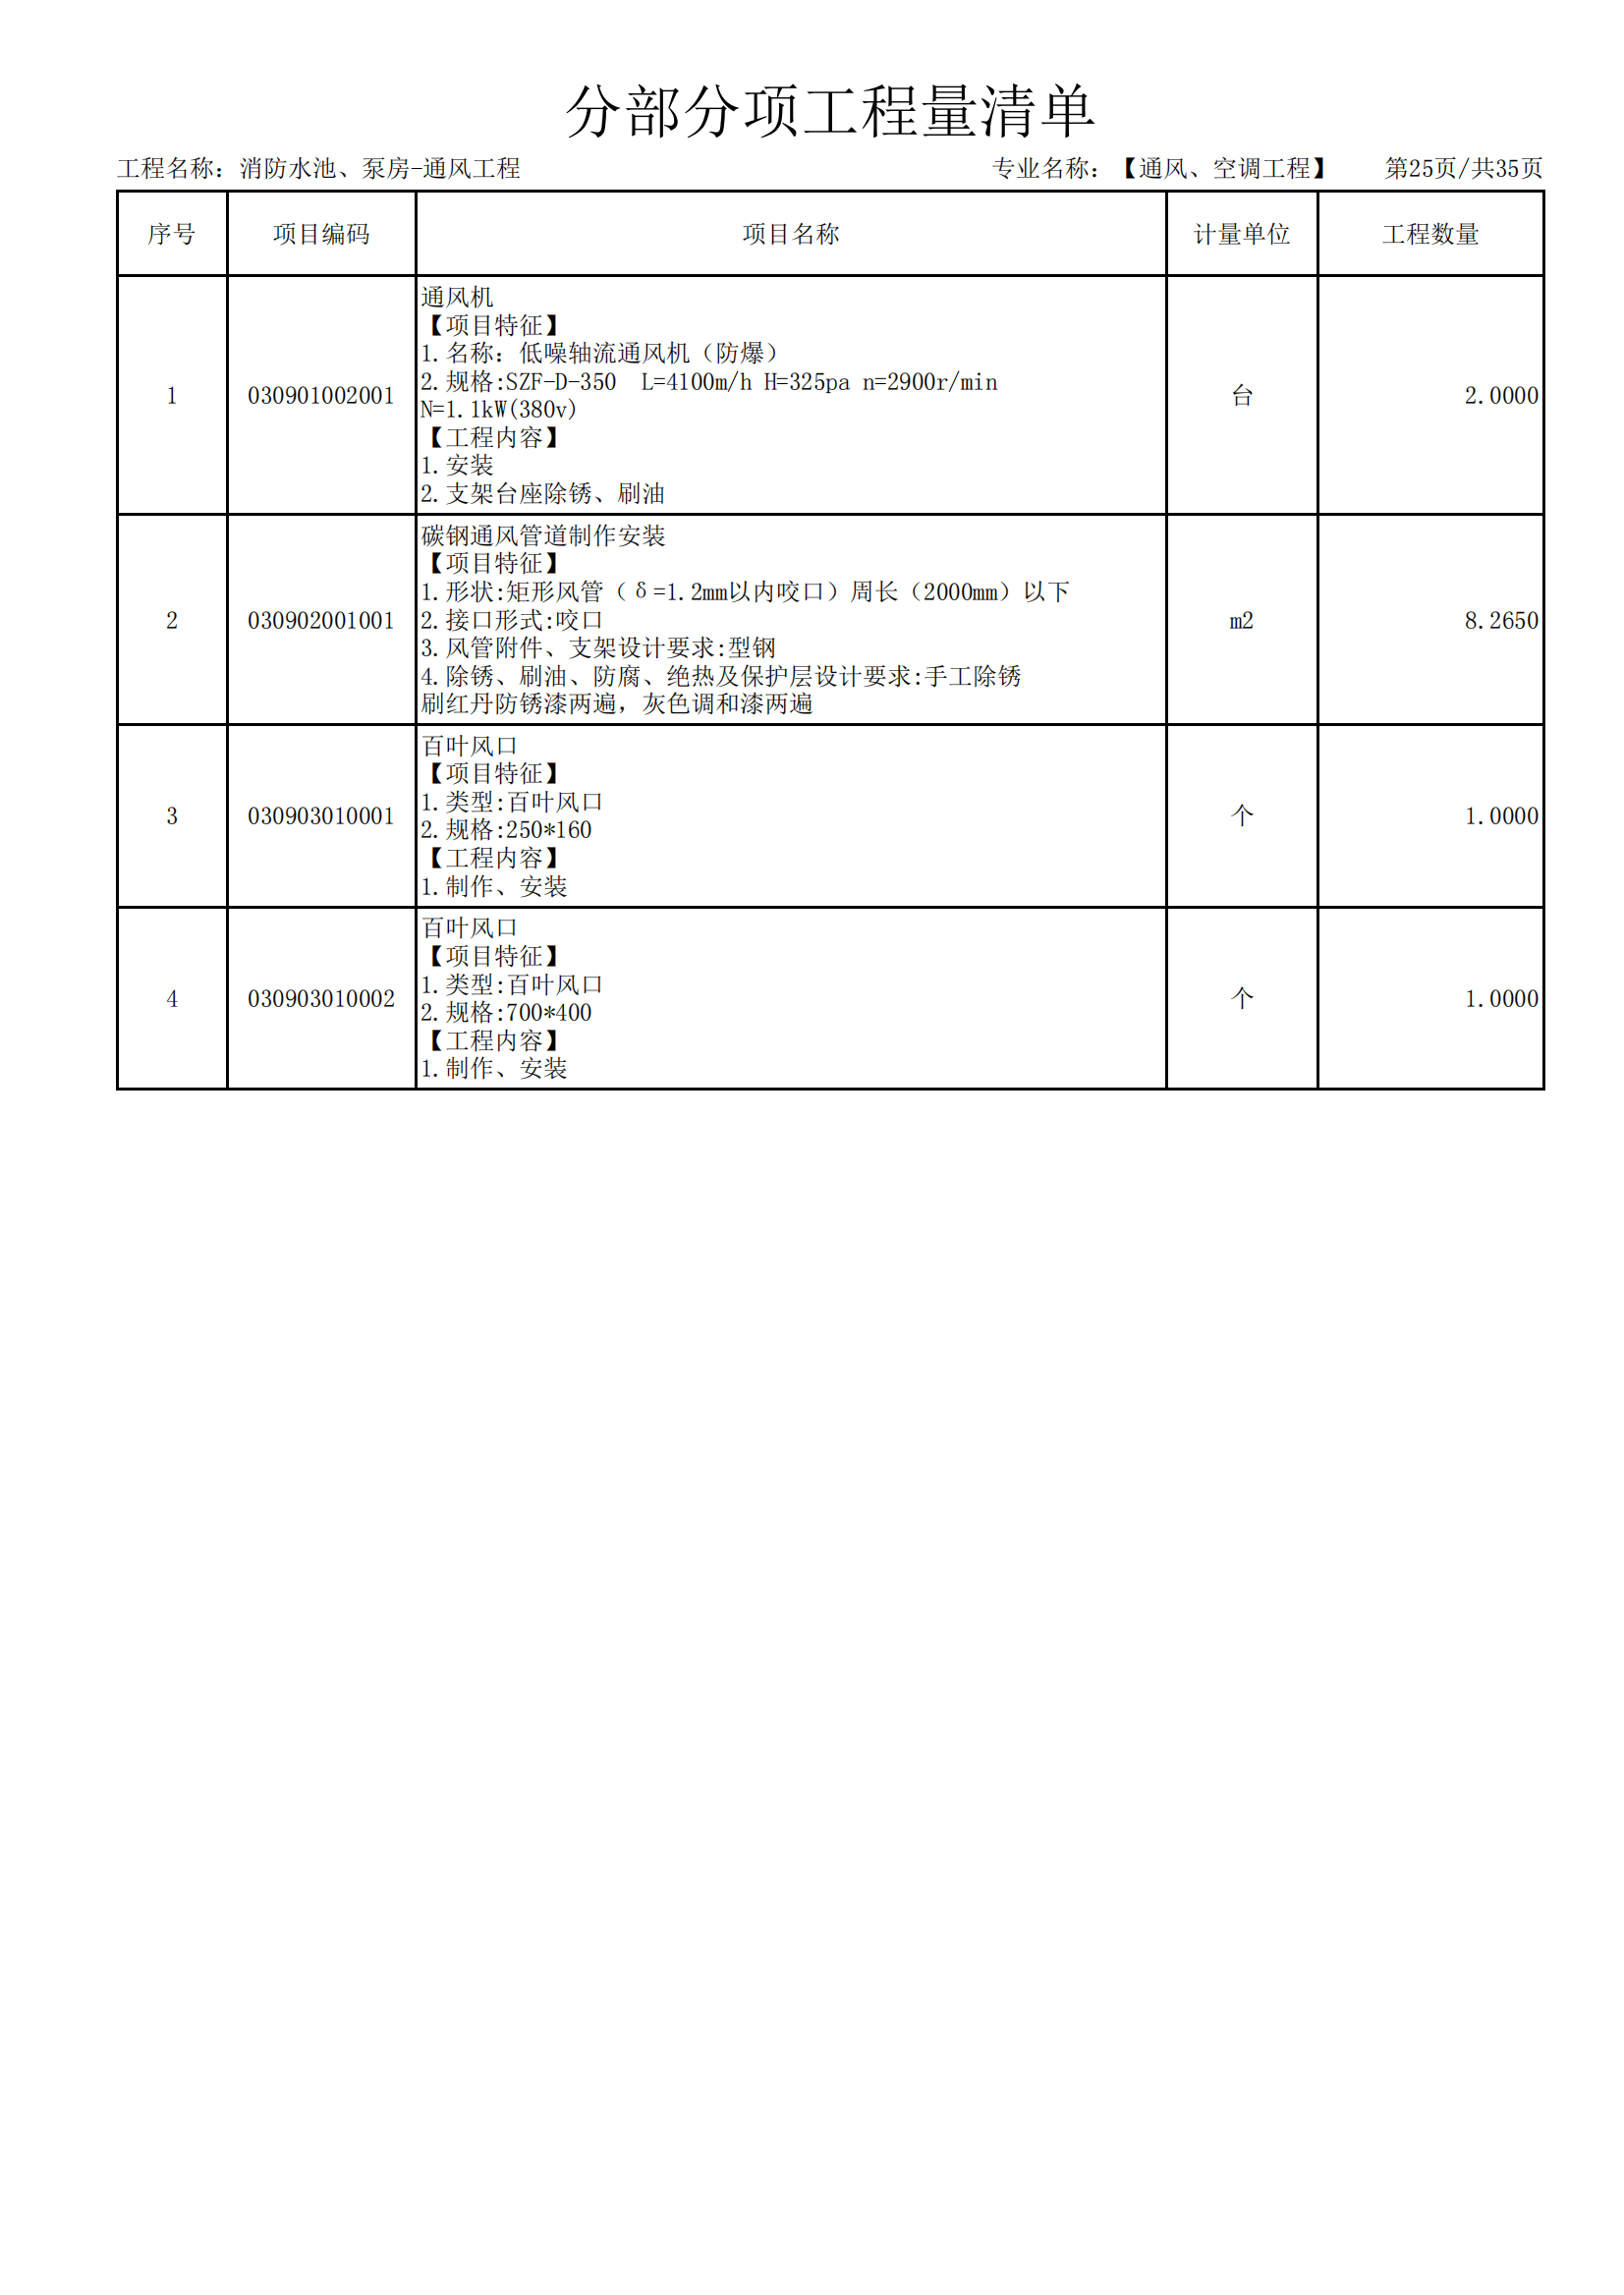 分部分项工程量清单
工程名称：消防水池、泵房-通风工程 专业名称：【通风、空调工程】 第25页/共35页
序号 项目编码 项目名称 计量单位 工程数量
1 030901002001 台 2.0000
通风机
【项目特征】
1.名称：低噪轴流通风机（防爆）
2.规格:SZF-D-350  L=4100m/h H=325pa n=2900r/min
N=1.1kW(380v)
【工程内容】
1.安装
2.支架台座除锈、刷油
2 030902001001 m2 8.2650
碳钢通风管道制作安装
【项目特征】
1.形状:矩形风管（δ=1.2mm以内咬口）周长（2000mm）以下
2.接口形式:咬口
3.风管附件、支架设计要求:型钢
4.除锈、刷油、防腐、绝热及保护层设计要求:手工除锈
刷红丹防锈漆两遍，灰色调和漆两遍
3 030903010001 个 1.0000
百叶风口
【项目特征】
1.类型:百叶风口
2.规格:250*160
【工程内容】
1.制作、安装
4 030903010002 个 1.0000
百叶风口
【项目特征】
1.类型:百叶风口
2.规格:700*400
【工程内容】
1.制作、安装